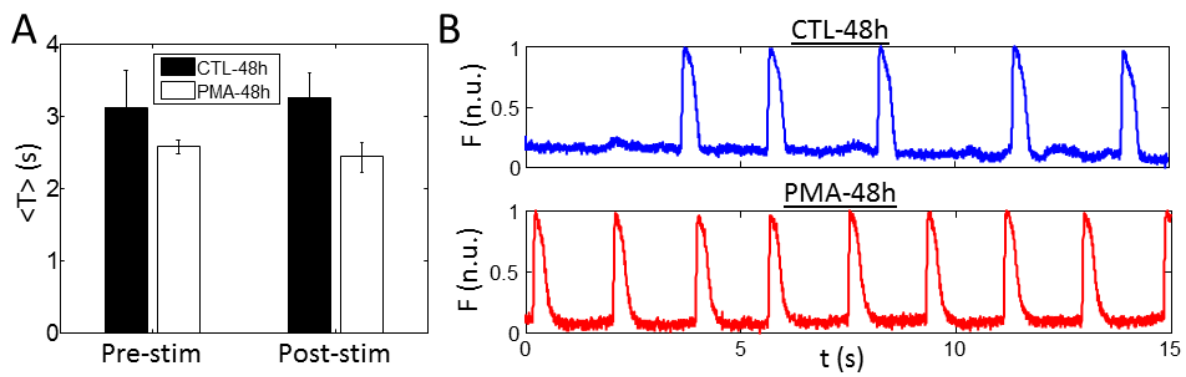 A
<T> (s)
4
3
2
1
0
CTL-48h
PMA-48h
Pre-stim
Post-stim
B
CTL-48h
F (n.u.)
1
0.5
0
PMA-48h
F (n.u.)
1
0.5
0
0
5
10
15
t (s)